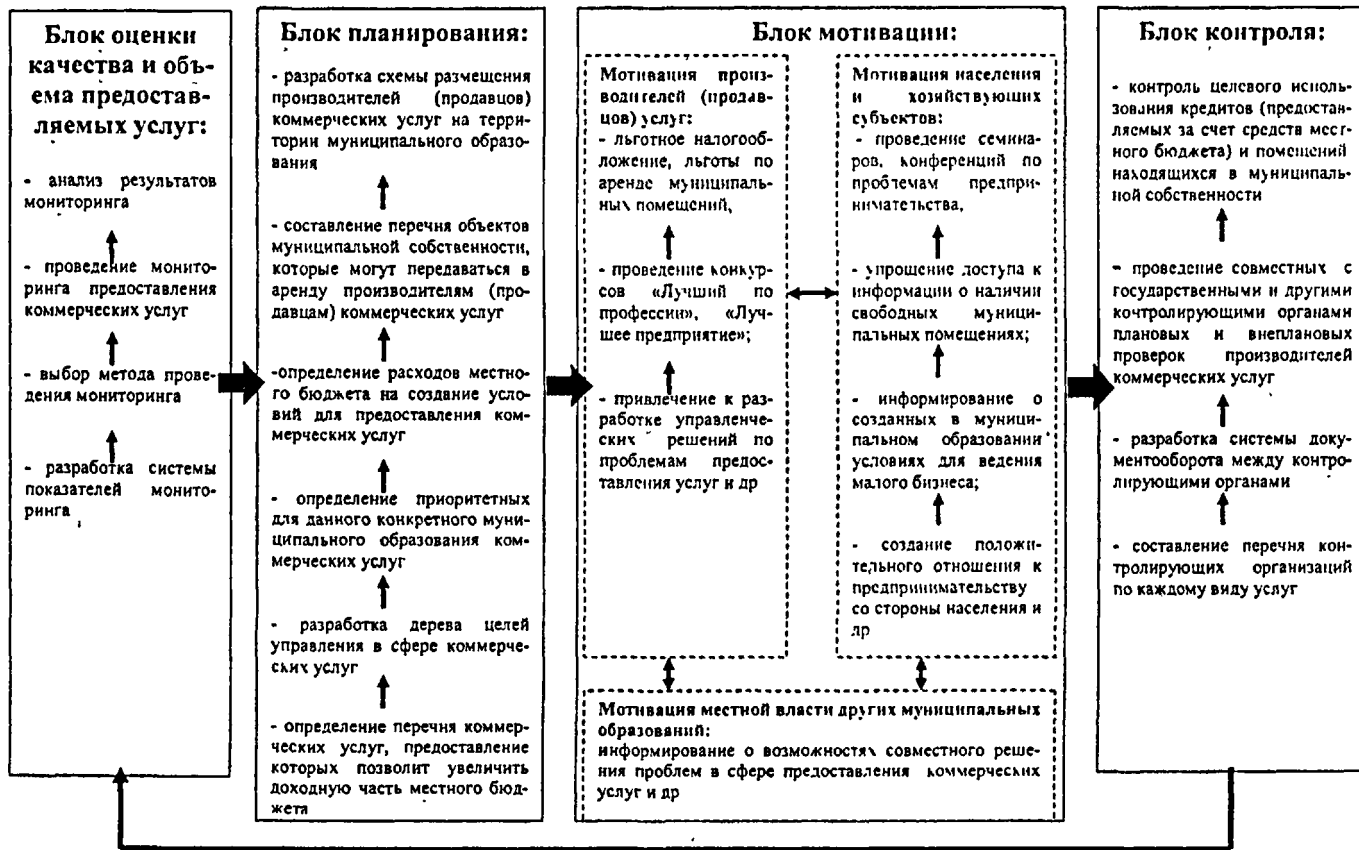 Блок оценки
качества и объ-
ема предостав-
ляемых услуг:
- анализ результатов
мониторинга
- проведение монито-
ринга предоставления
коммерческих услуг
- выбор метода прове-
дения мониторинга
- разработка системы
показателей монито-
ринга
Блок планирования:
- разработка схемы размещения
производителей (продавцов)
коммерческих услуг на террито-
рии муниципального образо-
вания
- составление перечня объектов
муниципальной собственности,
которые могут передаваться в
аренду производителям (про-
давцам) коммерческих услуг
-определение расходов местно-
го бюджета на создание усло-
вий для предоставления ком-
мерческих услуг
- определение приоритетных
для данного конкретного муни-
ципального образования ком-
мерческих услуг
- разработка дерева целей
управления в сфере коммерче-
ских услуг
- определение перечня коммер-
ческих услуг, предоставление
которых позволит увеличить
доходную часть местного бюд-
жета
Блок мотивации:
Мотивация произ-
водителей (продав-
цов) услуг:
- льготное налогооб-
ложение, льготы по
аренде муниципаль-
ных помещений,
- проведение конкур-
сов «Лучший по
профессии», «Луч-
шее предприятие»;
- привлечение к раз-
работке управленче-
ских решений по
проблемам предос-
тавления услуг и др
Мотивация населения
и хозяйствующих
субъектов:
- проведение семина-
ров, конференций по
проблемам предпри-
нимательства,
- упрощение доступа к
информации о наличии
свободных муници-
пальных помещениях;
- информирование о
созданных в муници-
пальном образовании
условиях для ведения
малого бизнеса;
- создание положи-
тельного отношения к
предпринимательству
со стороны населения и
др
Мотивация местной власти других муниципальных
образований:
информирование о возможностях совместного реше-
ния проблем в сфере предоставления коммерческих
услуг и др
Блок контроля:
- контроль целевого исполь-
зования кредитов (предостав-
ляемых за счет средств мест-
ного бюджета) и помещений
находящихся в муниципаль-
ной собственности
- проведение совместных с
государственными и другими
контролирующими органами
плановых и внеплановых
проверок производителей
коммерческих услуг
- разработка системы доку-
ментооборота между контро-
лирующими органами
- составление перечня кон-
тролирующих организаций
по каждому виду услуг